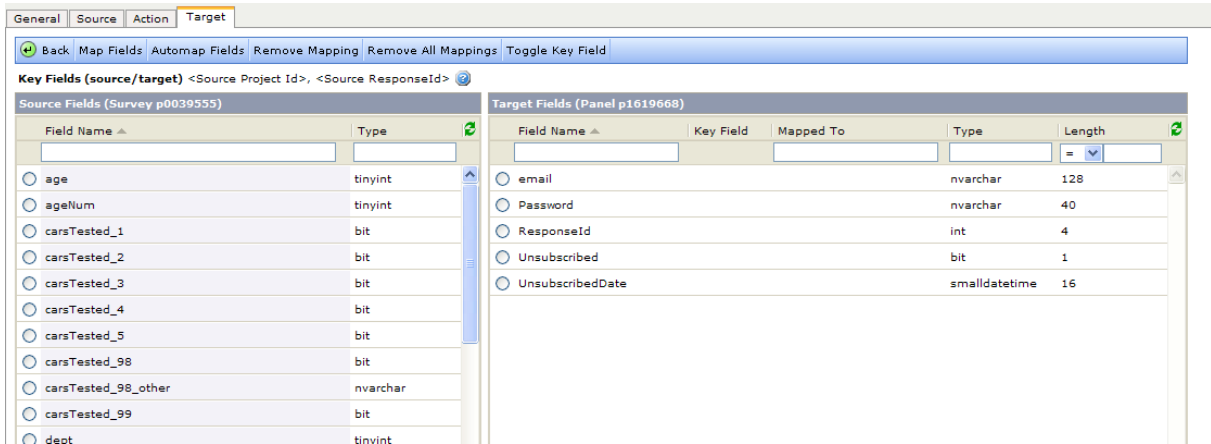 General Source Action Target
Back Map Fields Automap Fields Remove Mapping Remove All Mappings Toggle Key Field
Key Fields (source/target) <Source Project Id>, <Source ResponseId>
Source Fields (Survey p0039555)
Field Name Type
age tinyint
ageNum tinyint
carsTested_1 bit
carsTested_2 bit
carsTested_3 bit
carsTested_4 bit
carsTested_5 bit
carsTested_98 bit
carsTested_98_other nvarchar
carsTested_99 bit
dept tinyint
Target Fields (Panel p1619668)
Field Name Key Field Mapped To Type Length
=
email nvarchar 128
Password nvarchar 40
ResponseId int 4
Unsubscribed bit 1
UnsubscribedDate smalldatetime 16